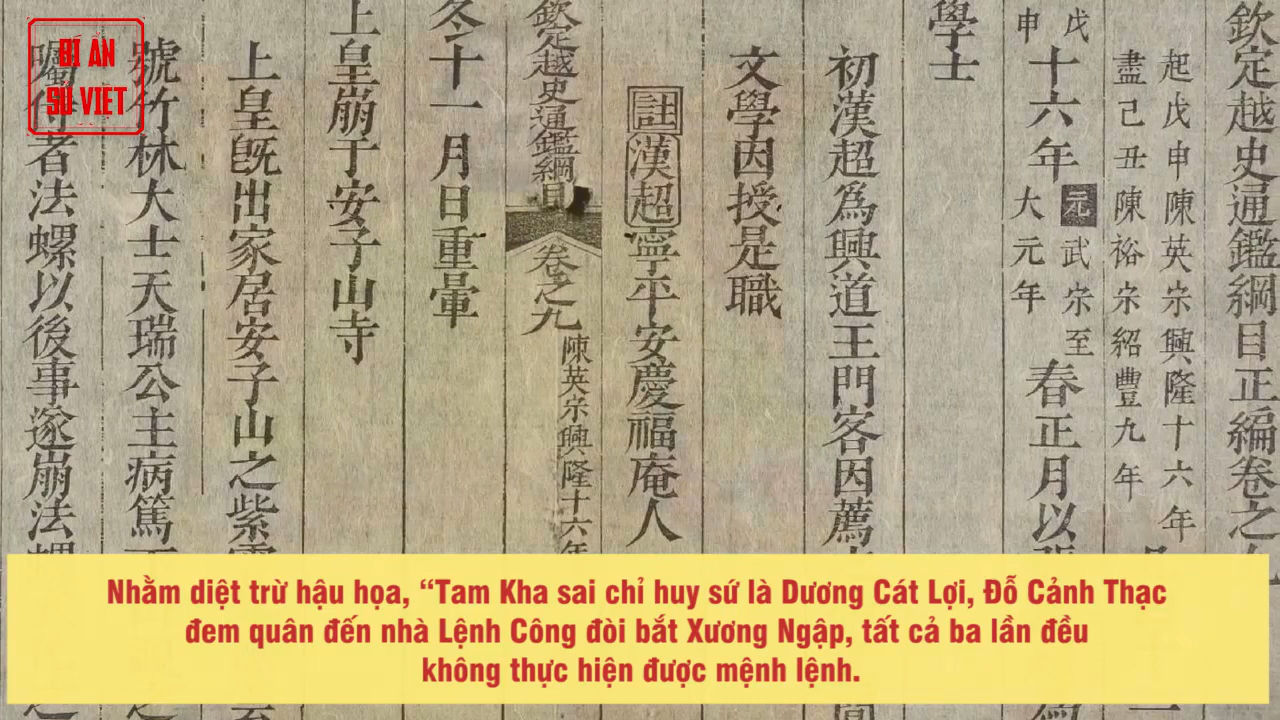 BÍ ẨN
SỬ VIỆT
欽定越史通鑑綱目正編卷之
起戊申陳英宗興隆十六年
盡己丑陳裕宗紹豐九年
戊申
十六年
元武宗至
大元年
春正月以
學士
初漢超為興道王門客因薦
文學因授是職
註漢超寧平安慶福庵人
欽定越史通鑑綱目
卷之九
陳英宗興隆十六年
冬十一月日重暈
上皇崩于安子山寺
上皇既出家居安子山之紫
號竹林大士天瑞公主病篤
囑侍者法螺以後事遂崩法
Nhằm diệt trừ hậu họa, “Tam Kha sai chỉ huy sứ là Dương Cát Lợi, Đỗ Cảnh Thạc
đem quân đến nhà Lệnh Công đòi bắt Xương Ngập, tất cả ba lần đều
không thực hiện được mệnh lệnh.